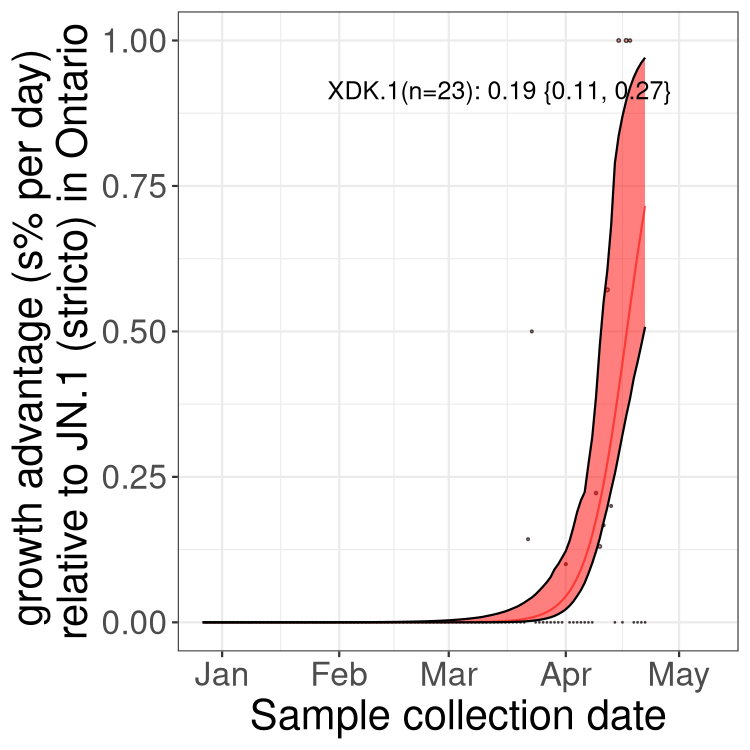 growth advantage (s% per day)
relative to JN.1 (stricto) in Ontario
1.00
0.75
0.50
0.25
0.00
XDK.1(n=23): 0.19 {0.11, 0.27}
Jan Feb Mar Apr May
Sample collection date